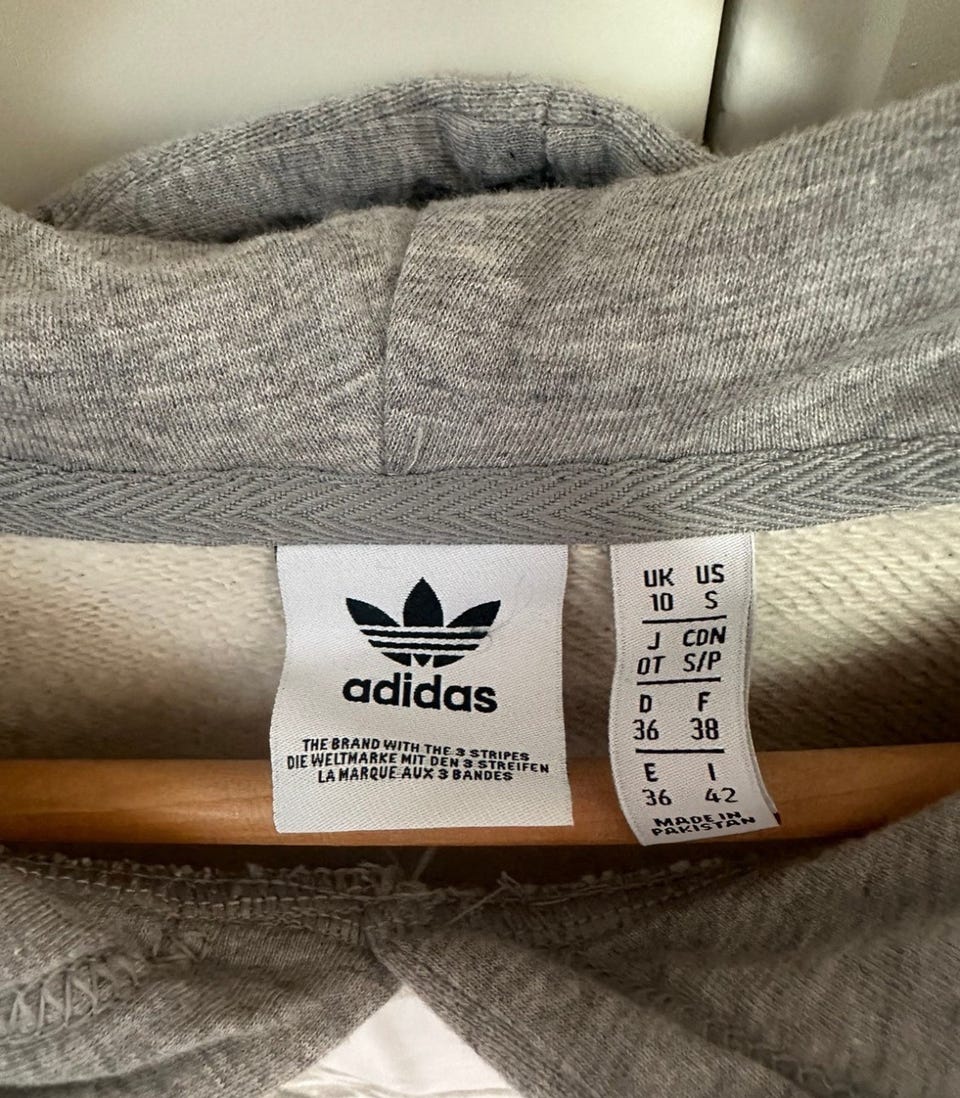 adidas
THE BRAND WITH THE 3 STRIPES
DIE WELTMARKE MIT DEN 3 STREIFEN
LA MARQUE AUX 3 BANDES
UK US
10 S
J CDN
OT S/P
D F
36 38
E I
36 42
MADE IN
PAKISTAN